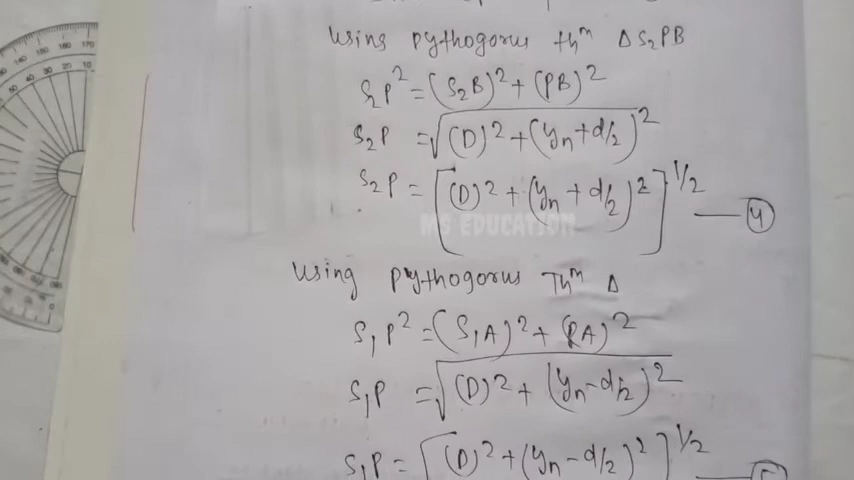 Using pythogorus thm Δ S₂PB
S₂P² = (S₂B)² + (PB)²
S₂P = √(D)² + (yn + d/2)²
S₂P = [(D)² + (yn + d/2)²]^1/2 — (4)
MS EDUCATION
Using Pythogorus Thm Δ
S₁P² = (S₁A)² + (PA)²
S₁P = √(D)² + (yn - d/2)²
S₁P = [(D)² + (yn - d/2)²]^1/2